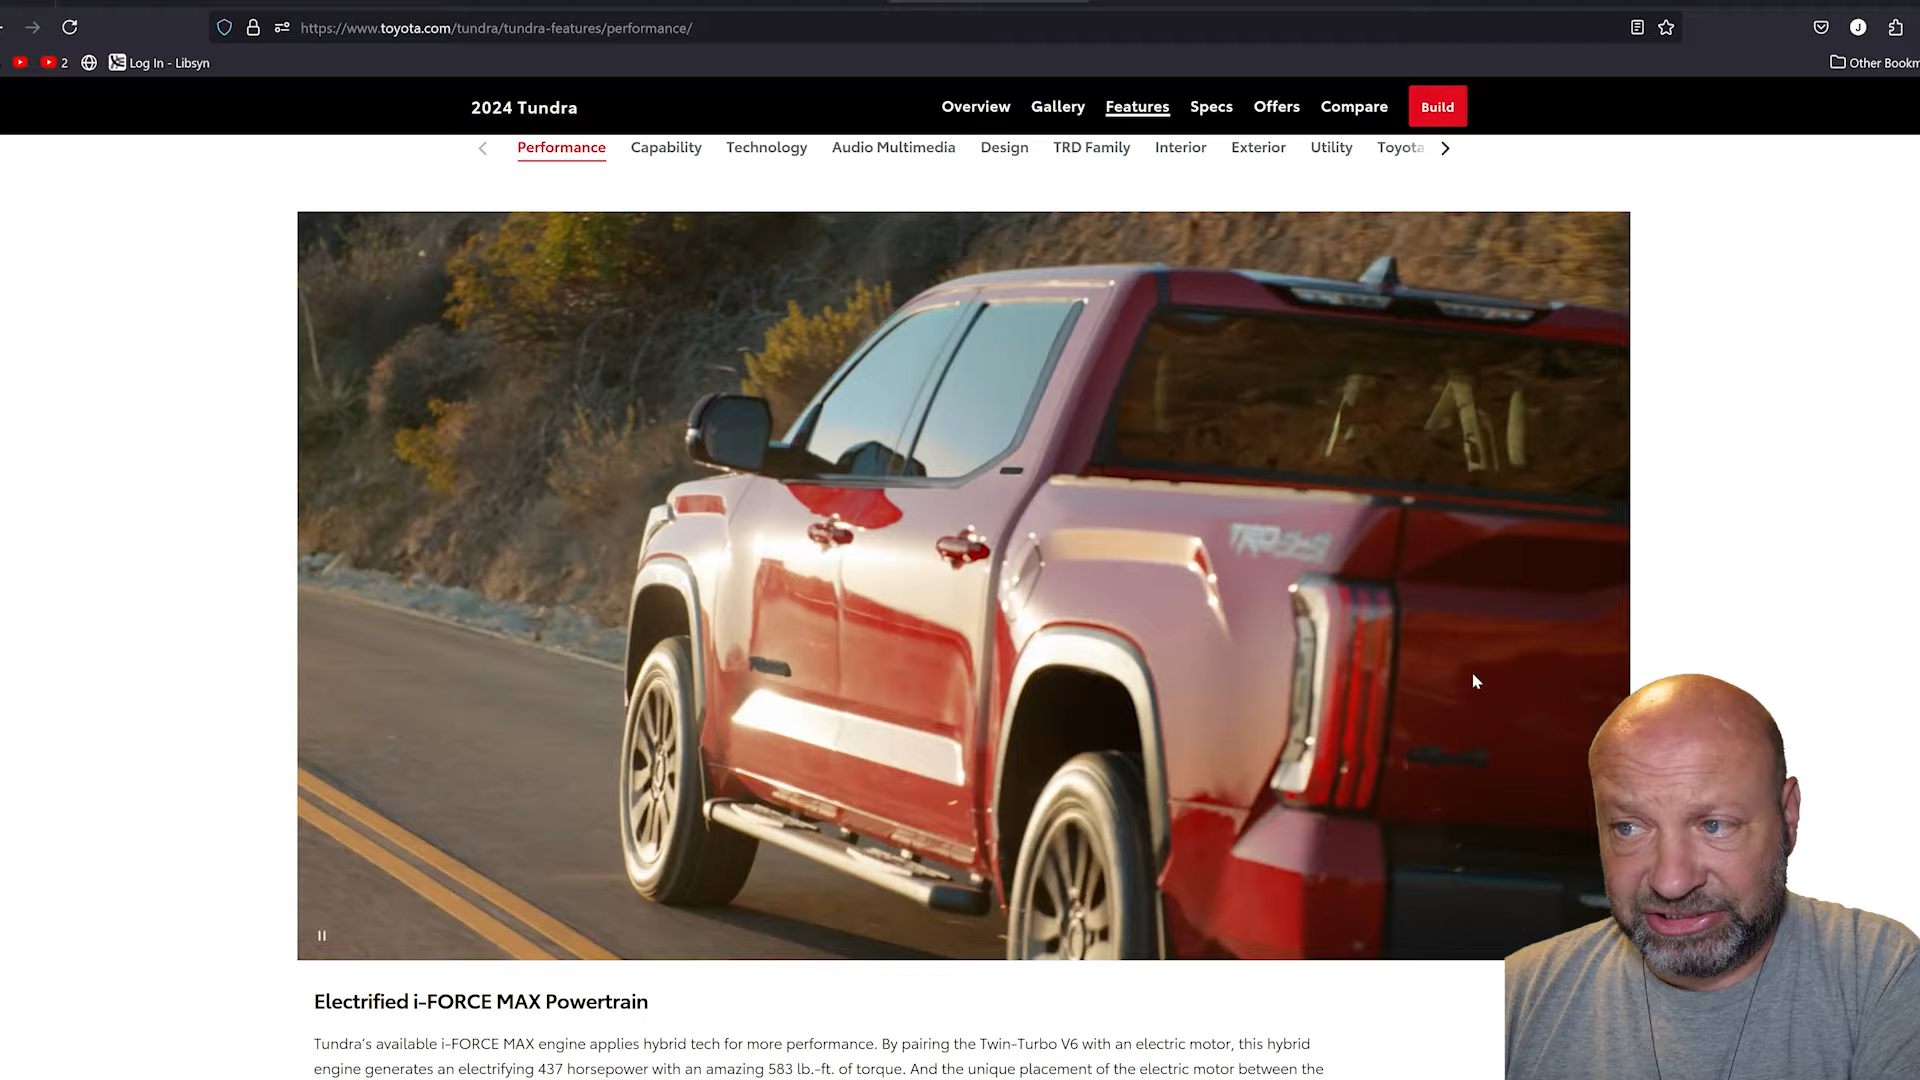 https://www.toyota.com/tundra/tundra-features/performance/
J
2
Log In - Libsyn
Other Bookm
2024 Tundra
Overview
Gallery
Features
Specs
Offers
Compare
Build
Performance
Capability
Technology
Audio Multimedia
Design
TRD Family
Interior
Exterior
Utility
Toyota
TRD
Electrified i-FORCE MAX Powertrain
Tundra’s available i-FORCE MAX engine applies hybrid tech for more performance. By pairing the Twin-Turbo V6 with an electric motor, this hybrid
engine generates an electrifying 437 horsepower with an amazing 583 lb.-ft. of torque. And the unique placement of the electric motor between the